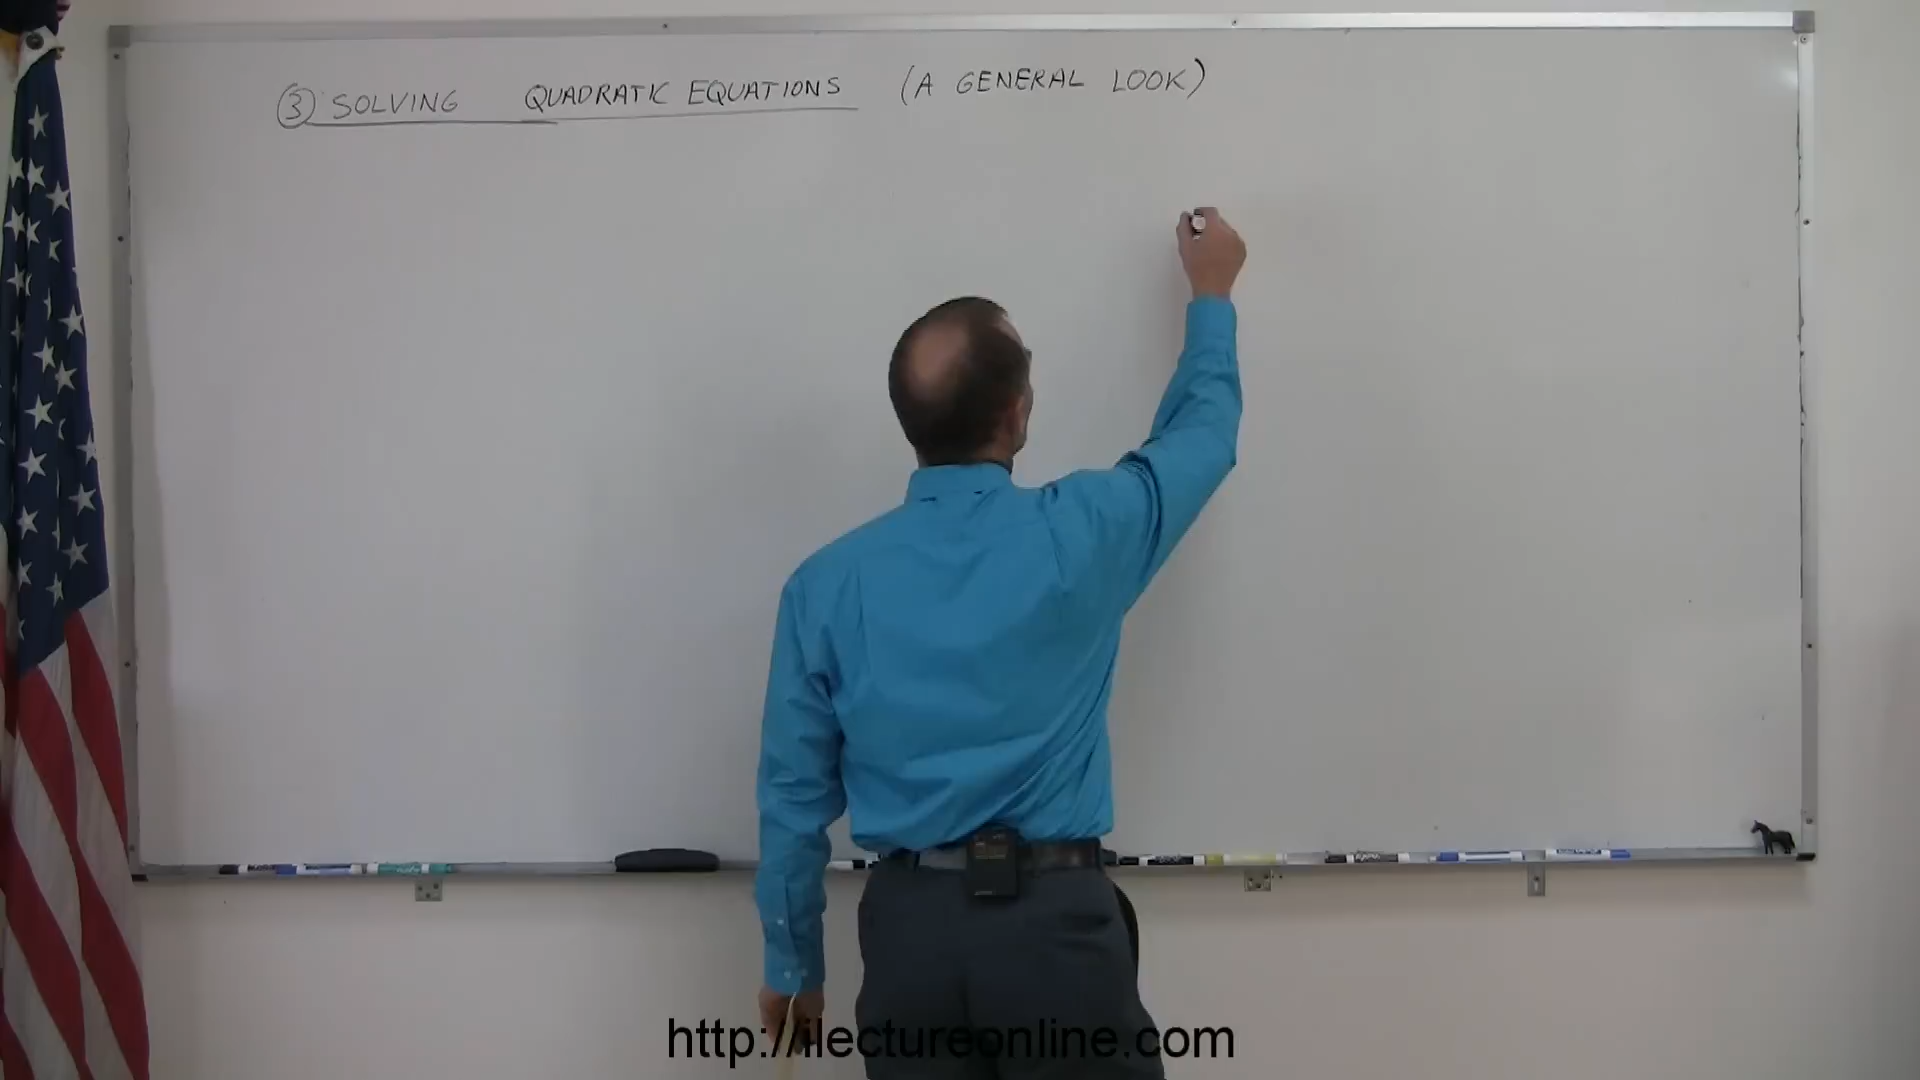 ③ SOLVING QUADRATIC EQUATIONS (A GENERAL LOOK)
http://ilectureonline.com